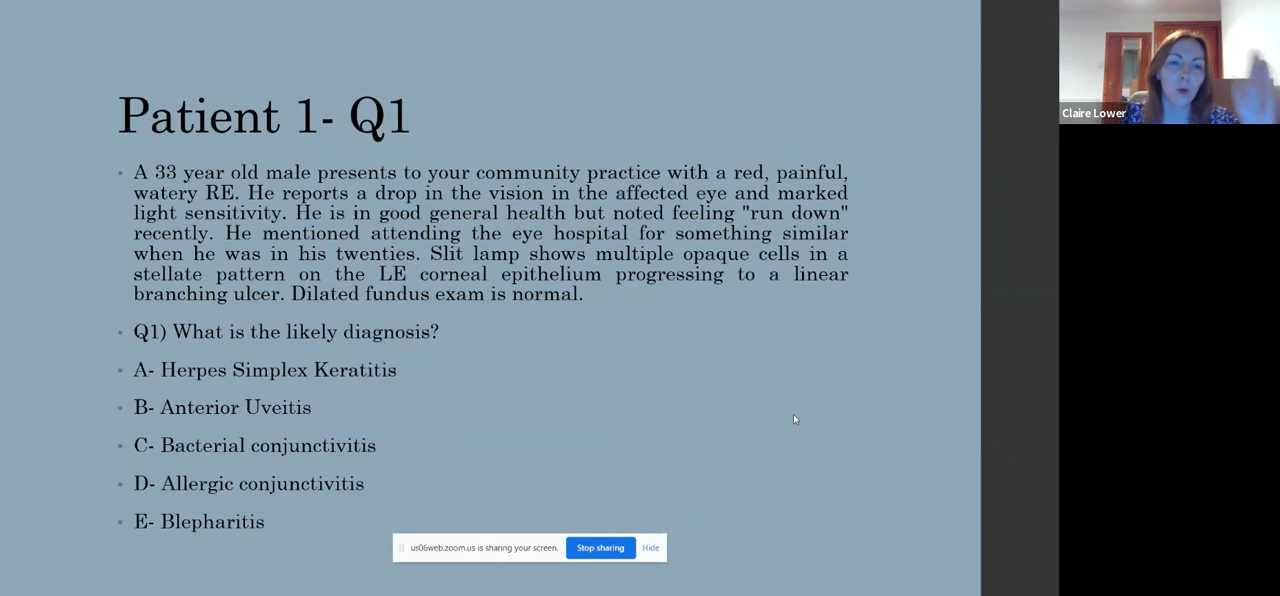 Patient 1- Q1
A 33 year old male presents to your community practice with a red, painful,
watery RE. He reports a drop in the vision in the affected eye and marked
light sensitivity. He is in good general health but noted feeling "run down"
recently. He mentioned attending the eye hospital for something similar
when he was in his twenties. Slit lamp shows multiple opaque cells in a
stellate pattern on the LE corneal epithelium progressing to a linear
branching ulcer. Dilated fundus exam is normal.
Q1) What is the likely diagnosis?
A- Herpes Simplex Keratitis
B- Anterior Uveitis
C- Bacterial conjunctivitis
D- Allergic conjunctivitis
E- Blepharitis
us06web.zoom.us is sharing your screen. Stop sharing Hide
Claire Lower